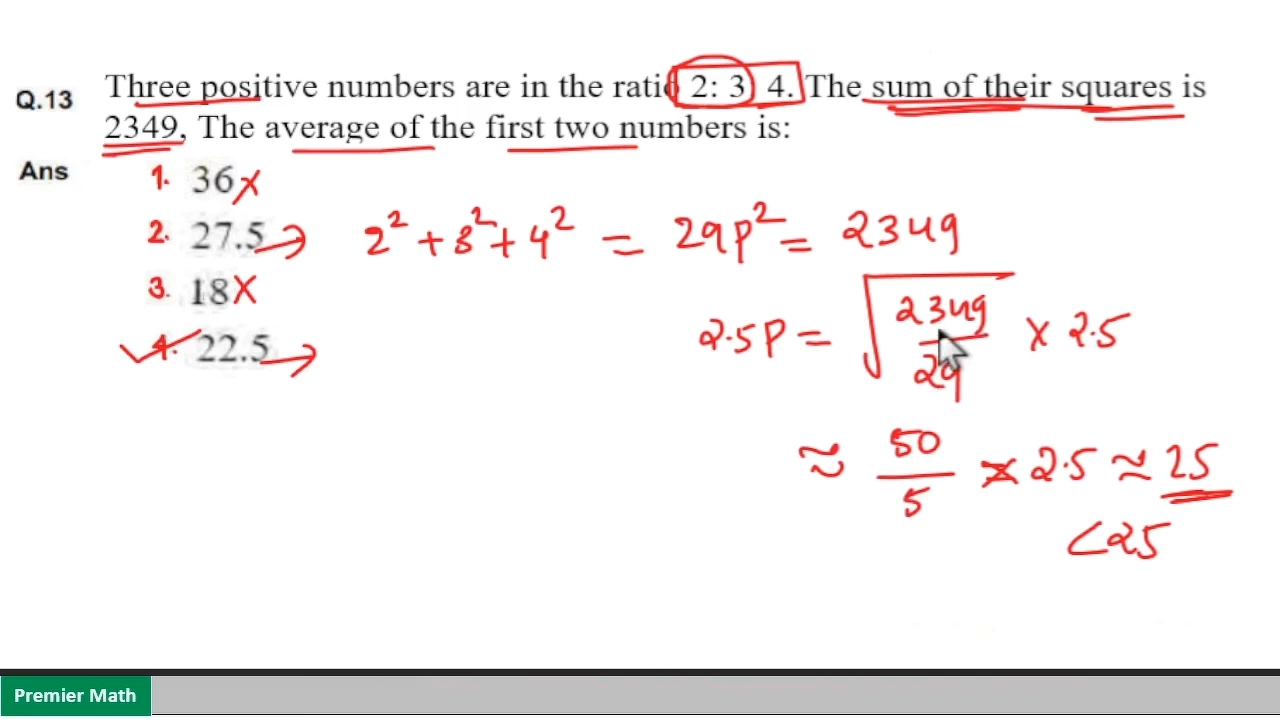 Q.13 Three positive numbers are in the ratio 2: 3 4. The sum of their squares is
2349, The average of the first two numbers is:
Ans
1. 36 x
2. 27.5 → 2² + 3² + 4² = 29P² = 2349
3. 18 x
2.5P = √(2349/29) × 2.5
4. 22.5 →
≈ 50/5 × 2.5 ≈ 25
<25
Premier Math